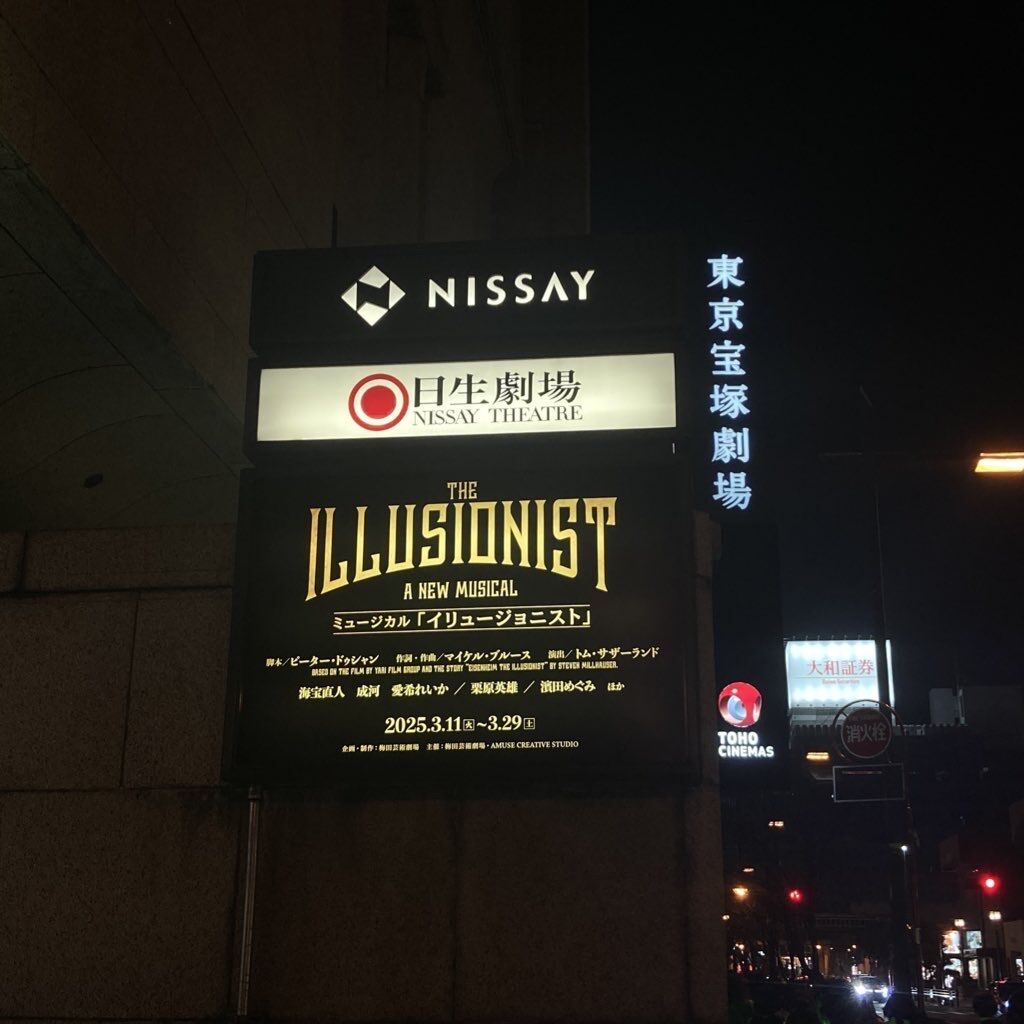 NISSAY
日生劇場
NISSAY THEATRE
THE
ILLUSIONIST
A NEW MUSICAL
ミュージカル「イリュージョニスト」
脚本/ピーター・ドゥシャン 作詞・作曲/マイケル・ブルース 演出/トム・サザーランド
BASED ON THE FILM BY YARI FILM GROUP AND THE STORY "EISENHEIM THE ILLUSIONIST" BY STEVEN MILLHAUSER.
海宝直人 成河 愛希れいか / 栗原英雄 / 濱田めぐみ ほか
2025.3.11火~3.29土
企画・制作:梅田芸術劇場 主催:梅田芸術劇場・AMUSE CREATIVE STUDIO
東京宝塚劇場
TOHO
CINEMAS
大和証券
Daiwa Securities
消火栓